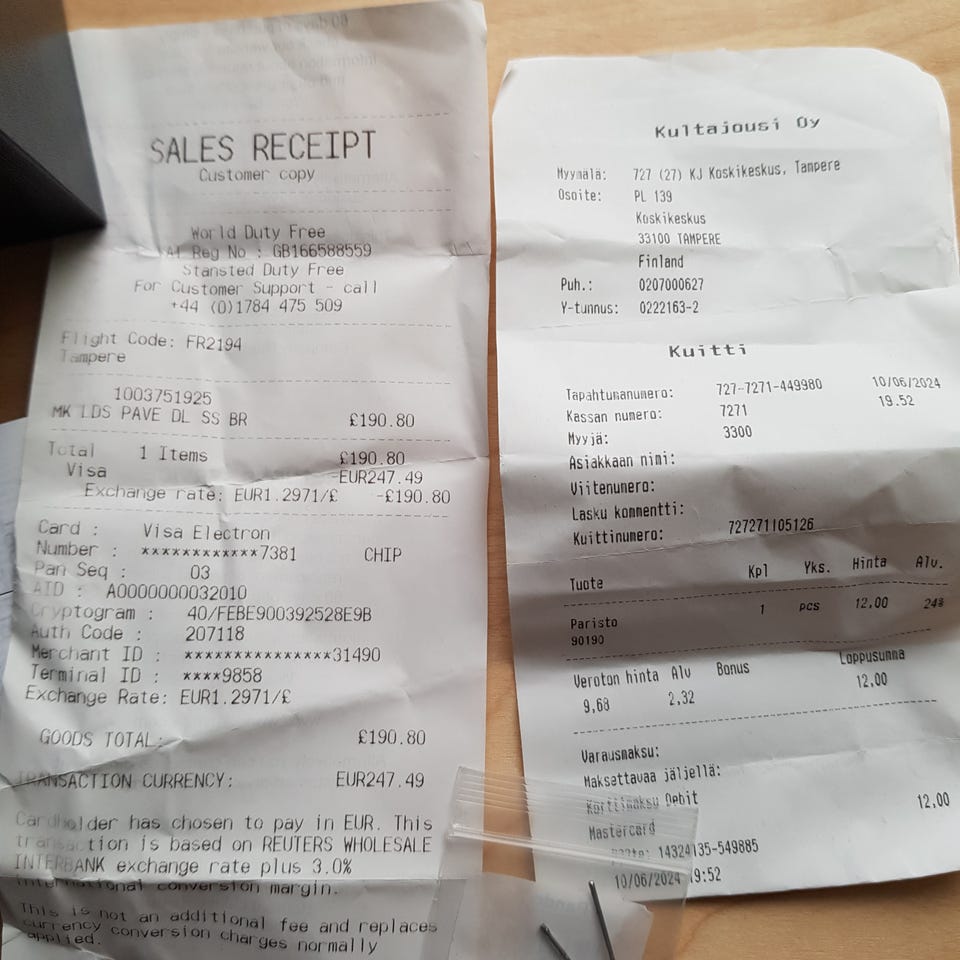 SALES RECEIPT
Customer copy
World Duty Free
Reg No : GB166588559
Stansted Duty Free
For Customer Support - call
+44 (0)1784 475 509
Flight Code: FR2194
Tampere
1003751925
MK LDS PAVE DL SS BR £190.80
Total 1 Items £190.80
Visa -EUR247.49
Exchange rate: EUR1.2971/£ -£190.80
Card : Visa Electron
Number : ************7381 CHIP
Pan Seq : 03
AID : A0000000032010
Cryptogram : 40/FEBE900392528E9B
Auth Code : 207118
Merchant ID : ***************31490
Terminal ID : ****9858
Exchange Rate: EUR1.2971/£
GOODS TOTAL: £190.80
TRANSACTION CURRENCY: EUR247.49
Cardholder has chosen to pay in EUR. This
transaction is based on REUTERS WHOLESALE
INTERBANK exchange rate plus 3.0%
international conversion margin.
This is not an additional fee and replaces
currency conversion charges normally
applied.
Kultajousi Oy
Myymälä: 727 (27) KJ Koskikeskus, Tampere
Osoite: PL 139
Koskikeskus
33100 TAMPERE
Finland
Puh.: 0207000627
Y-tunnus: 0222163-2
Kuitti
Tapahtumanumero: 727-7271-449980 10/06/2024
Kassan numero: 7271 19.52
Myyjä: 3300
Asiakkaan nimi:
Viitenumero:
Lasku kommentti:
Kuittinumero: 727271I05126
Tuote Kpl Yks. Hinta Alv.
Paristo 1 pcs 12,00 24%
90190
Veroton hinta Alv Bonus Loppusumma
9,68 2,32 12,00
Varausmaksu:
Maksettavaa jäljellä:
Korttimaksu Debit 12,00
Mastercard
14324135-549885
10/06/2024 19:52